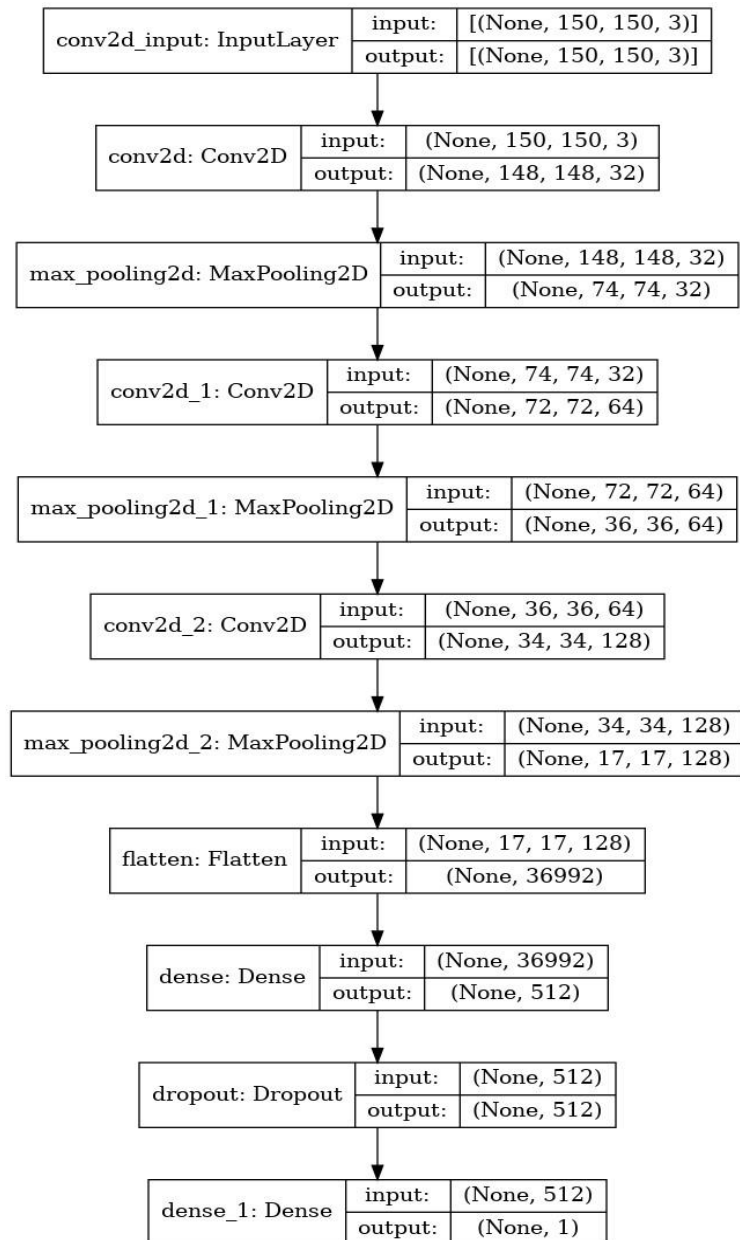 conv2d_input: InputLayer
input: [(None, 150, 150, 3)]
output: [(None, 150, 150, 3)]
conv2d: Conv2D
input: (None, 150, 150, 3)
output: (None, 148, 148, 32)
max_pooling2d: MaxPooling2D
input: (None, 148, 148, 32)
output: (None, 74, 74, 32)
conv2d_1: Conv2D
input: (None, 74, 74, 32)
output: (None, 72, 72, 64)
max_pooling2d_1: MaxPooling2D
input: (None, 72, 72, 64)
output: (None, 36, 36, 64)
conv2d_2: Conv2D
input: (None, 36, 36, 64)
output: (None, 34, 34, 128)
max_pooling2d_2: MaxPooling2D
input: (None, 34, 34, 128)
output: (None, 17, 17, 128)
flatten: Flatten
input: (None, 17, 17, 128)
output: (None, 36992)
dense: Dense
input: (None, 36992)
output: (None, 512)
dropout: Dropout
input: (None, 512)
output: (None, 512)
dense_1: Dense
input: (None, 512)
output: (None, 1)